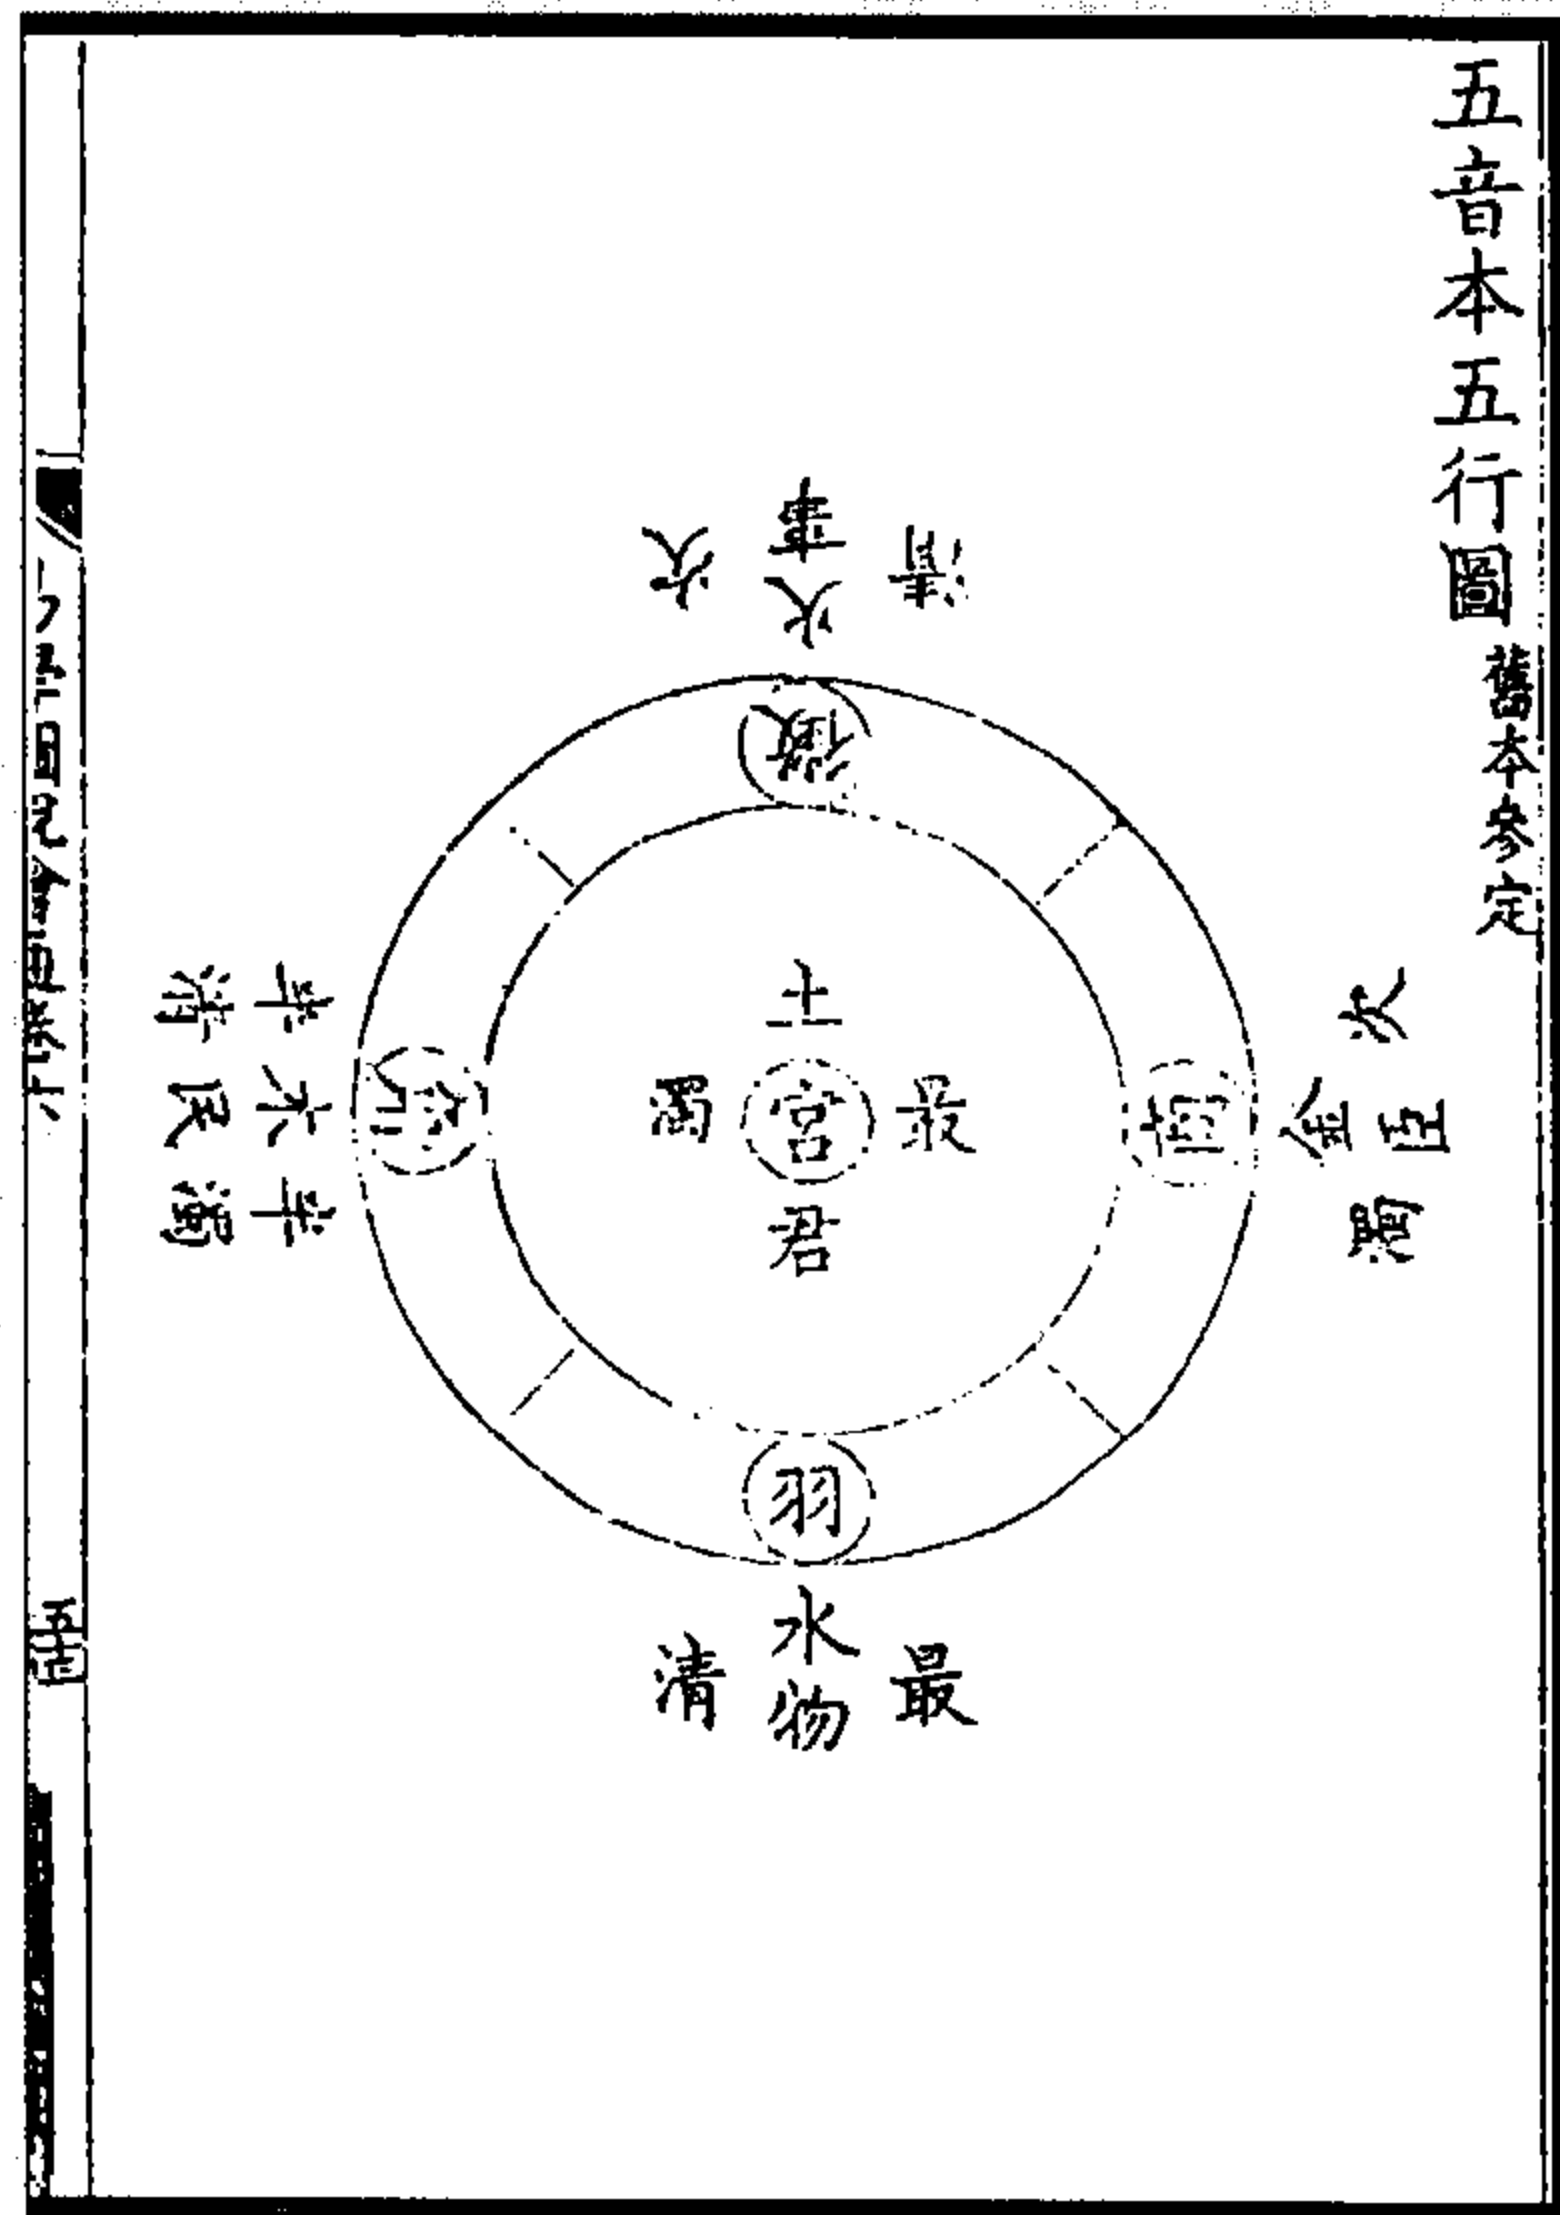 五音本五行圖 舊本參定
次清
事
火
徵
土
最濁
宮
君
商
金
臣
次濁
角
木
民
半清半濁
羽
水
物
最清